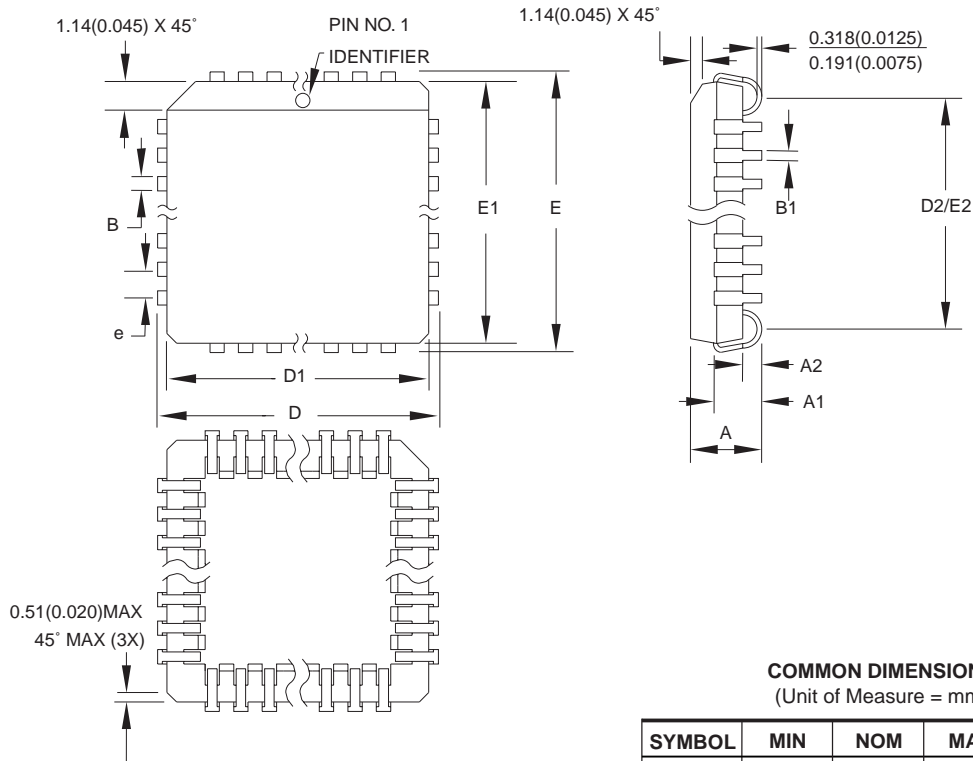 1.14(0.045) X 45˚
PIN NO. 1
IDENTIFIER
1.14(0.045) X 45˚
0.318(0.0125)
0.191(0.0075)
B
e
E1
E
B1
D2/E2
A2
A1
A
D1
D
0.51(0.020)MAX
45˚ MAX (3X)
COMMON DIMENSION
(Unit of Measure = mm
SYMBOL MIN NOM MA